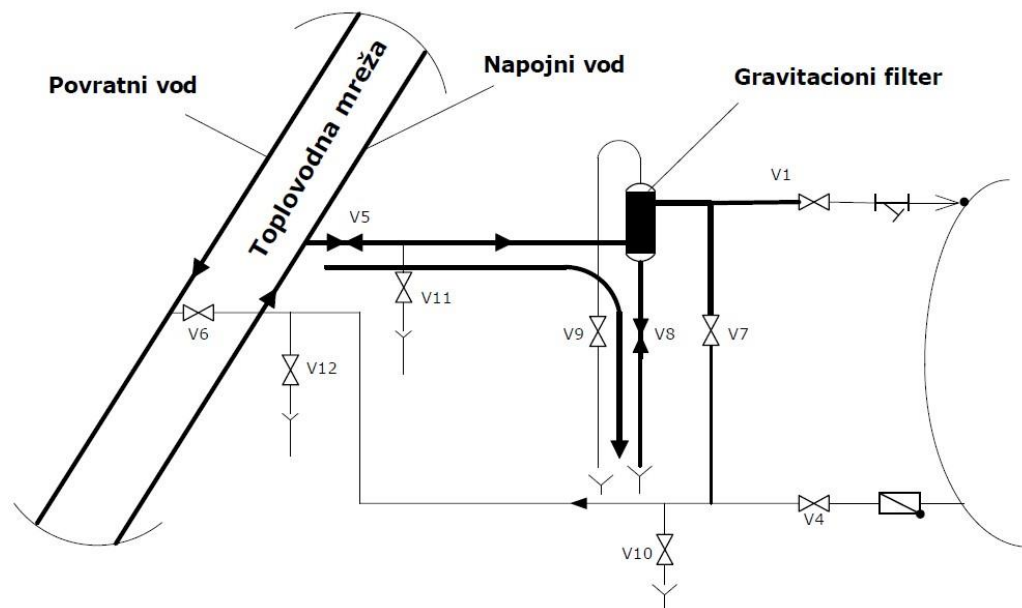 Povratni vod
Toplovodna mreža
Napojni vod
Gravitacioni filter
V1
V5
V11
V6
V9
V8
V7
V12
V4
V10